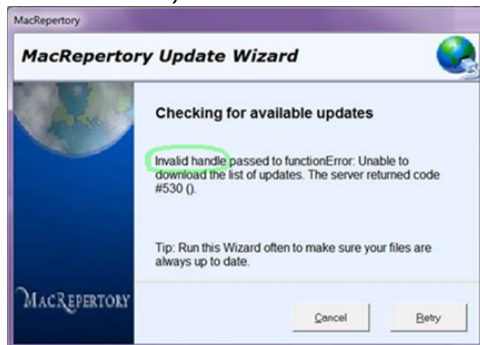 MacRepertory
MacRepertory Update Wizard
Checking for available updates
Invalid handle passed to functionError: Unable to
download the list of updates. The server returned code
#530 ().
Tip: Run this Wizard often to make sure your files are
always up to date.
MACREPERTORY
Cancel
Retry